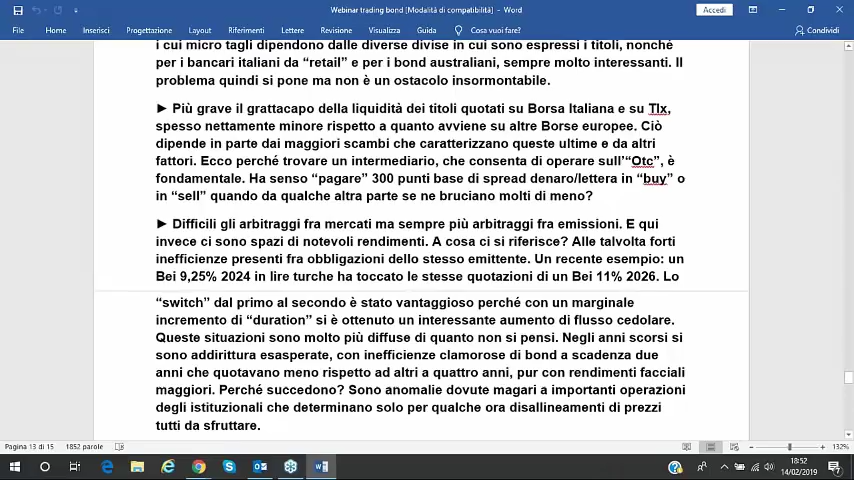 Webinar trading bond [Modalità di compatibilità] - Word
Accedi
File Home Inserisci Progettazione Layout Riferimenti Lettere Revisione Visualizza Guida Cosa vuoi fare? Condividi
i cui micro tagli dipendono dalle diverse divise in cui sono espressi i titoli, nonché
per i bancari italiani da “retail” e per i bond australiani, sempre molto interessanti. Il
problema quindi si pone ma non è un ostacolo insormontabile.
► Più grave il grattacapo della liquidità dei titoli quotati su Borsa Italiana e su Tlx,
spesso nettamente minore rispetto a quanto avviene su altre Borse europee. Ciò
dipende in parte dai maggiori scambi che caratterizzano queste ultime e da altri
fattori. Ecco perché trovare un intermediario, che consenta di operare sull’“Otc”, è
fondamentale. Ha senso “pagare” 300 punti base di spread denaro/lettera in “buy” o
in “sell” quando da qualche altra parte se ne bruciano molti di meno?
► Difficili gli arbitraggi fra mercati ma sempre più arbitraggi fra emissioni. E qui
invece ci sono spazi di notevoli rendimenti. A cosa ci si riferisce? Alle talvolta forti
inefficienze presenti fra obbligazioni dello stesso emittente. Un recente esempio: un
Bei 9,25% 2024 in lire turche ha toccato le stesse quotazioni di un Bei 11% 2026. Lo
“switch” dal primo al secondo è stato vantaggioso perché con un marginale
incremento di “duration” si è ottenuto un interessante aumento di flusso cedolare.
Queste situazioni sono molto più diffuse di quanto non si pensi. Negli anni scorsi si
sono addirittura esasperate, con inefficienze clamorose di bond a scadenza due
anni che quotavano meno rispetto ad altri a quattro anni, pur con rendimenti facciali
maggiori. Perché succedono? Sono anomalie dovute magari a importanti operazioni
degli istituzionali che determinano solo per qualche ora disallineamenti di prezzi
tutti da sfruttare.
Pagina 13 di 15 1852 parole 132%
18:52
14/02/2019